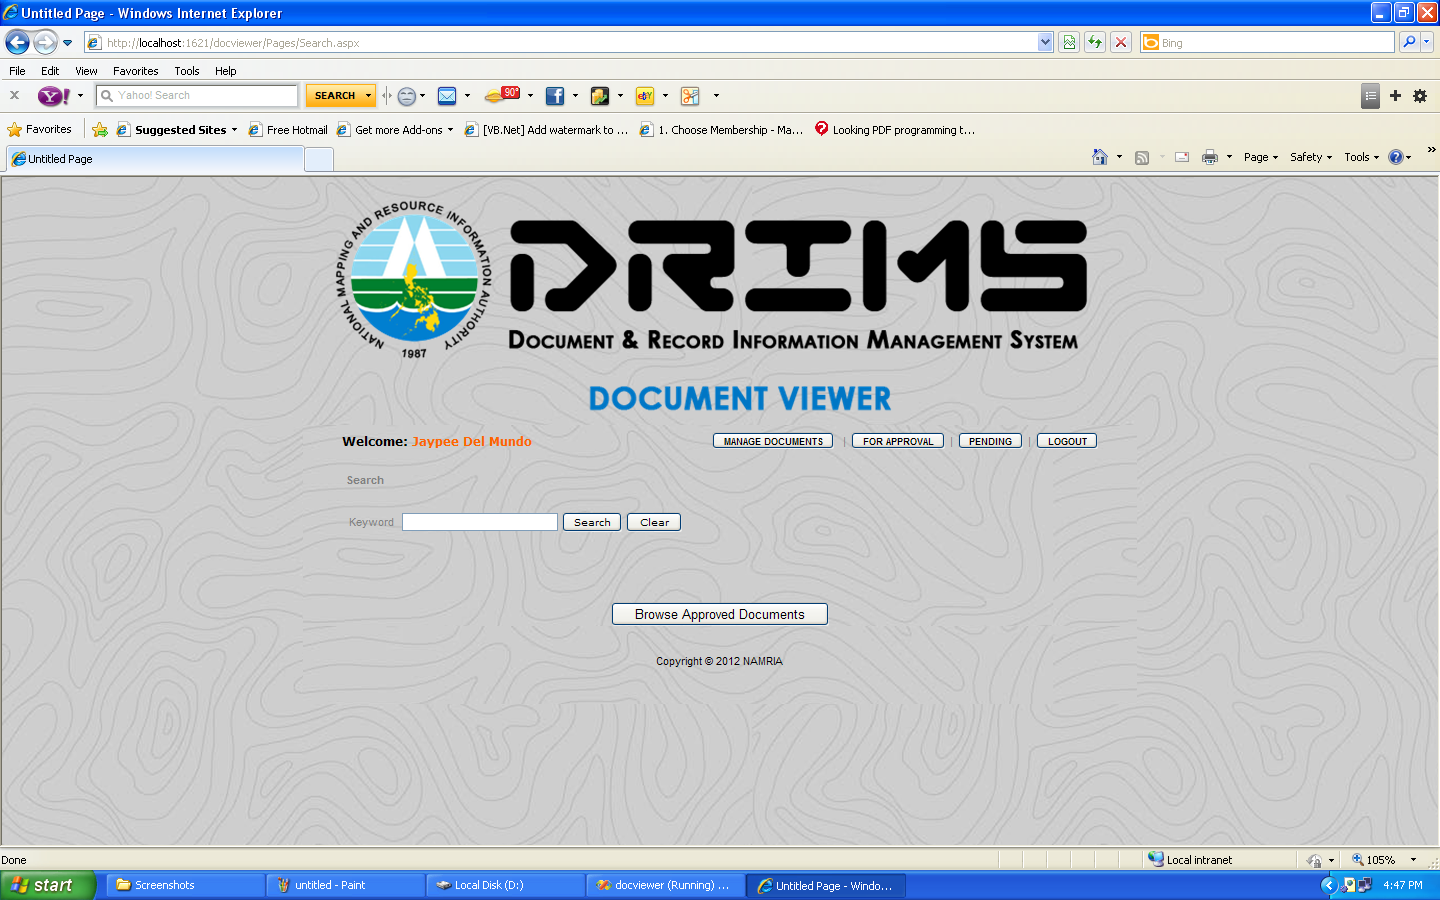 Untitled Page - Windows Internet Explorer
http://localhost:1621/docviewer/Pages/Search.aspx
Bing
File Edit View Favorites Tools Help
X Y! Yahoo! Search SEARCH 90° f ebY
Favorites Suggested Sites Free Hotmail Get more Add-ons [VB.Net] Add watermark to ... 1. Choose Membership - Ma... Looking PDF programming t...
Untitled Page
Page Safety Tools
NATIONAL MAPPING AND RESOURCE INFORMATION AUTHORITY
1987
DRIMS
DOCUMENT & RECORD INFORMATION MANAGEMENT SYSTEM
DOCUMENT VIEWER
Welcome: Jaypee Del Mundo
MANAGE DOCUMENTS | FOR APPROVAL | PENDING | LOGOUT
Search
Keyword Search Clear
Browse Approved Documents
Copyright © 2012 NAMRIA
Done Local intranet 105%
start Screenshots untitled - Paint Local Disk (D:) docviewer (Running) ... Untitled Page - Windo... 4:47 PM